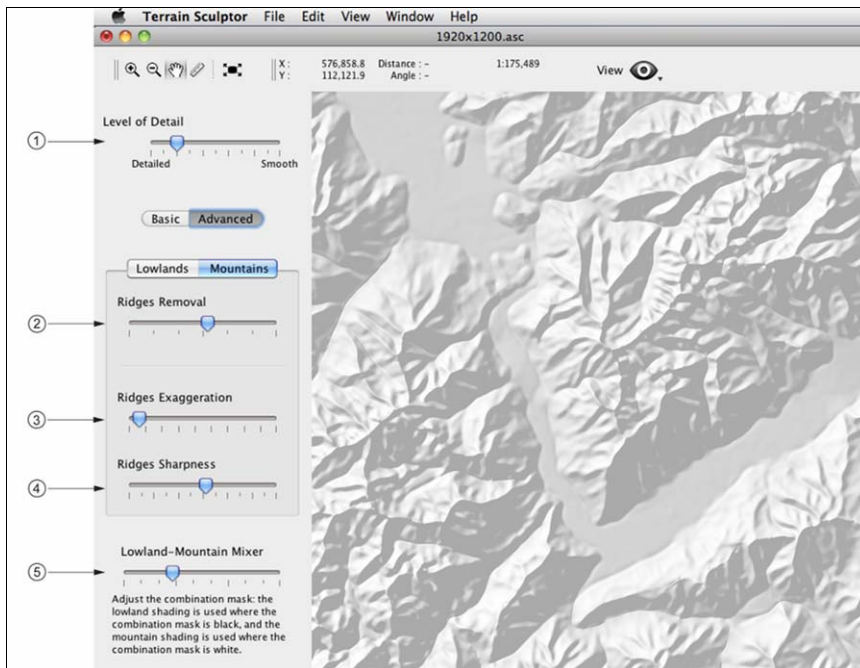 Terrain Sculptor File Edit View Window Help
1920x1200.asc
X : 576,858.8 Distance : – 1:175,489
Y : 112,121.9 Angle : –
View
① Level of Detail
Detailed Smooth
Basic Advanced
Lowlands Mountains
② Ridges Removal
③ Ridges Exaggeration
④ Ridges Sharpness
⑤ Lowland–Mountain Mixer
Adjust the combination mask: the
lowland shading is used where the
combination mask is black, and the
mountain shading is used where the
combination mask is white.